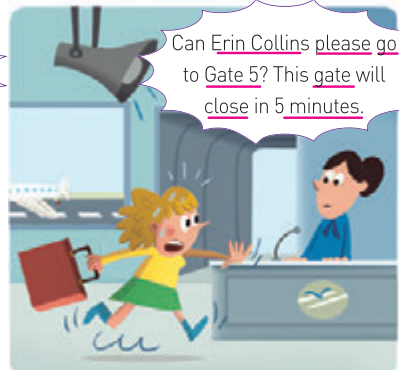 Can Erin Collins please go
to Gate 5? This gate will
close in 5 minutes.